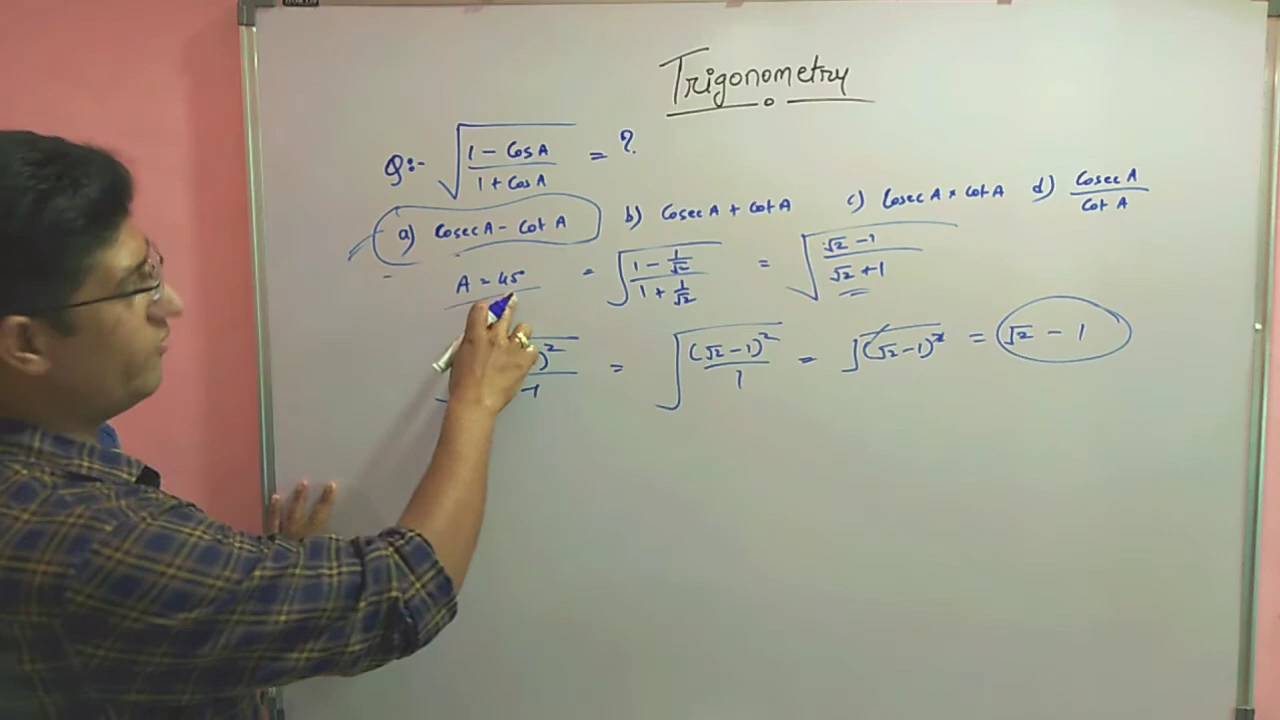 Trigonometry
Q:- √((1 - Cos A)/(1 + Cos A)) = ?
a) Cosec A - Cot A b) Cosec A + Cot A c) Cosec A × Cot A d) Cosec A / Cot A
A = 45° = √((1 - 1/√2)/(1 + 1/√2)) = √((√2 - 1)/(√2 + 1))
)² = √((√2 - 1)²/1) = √(√2 - 1)² = √2 - 1